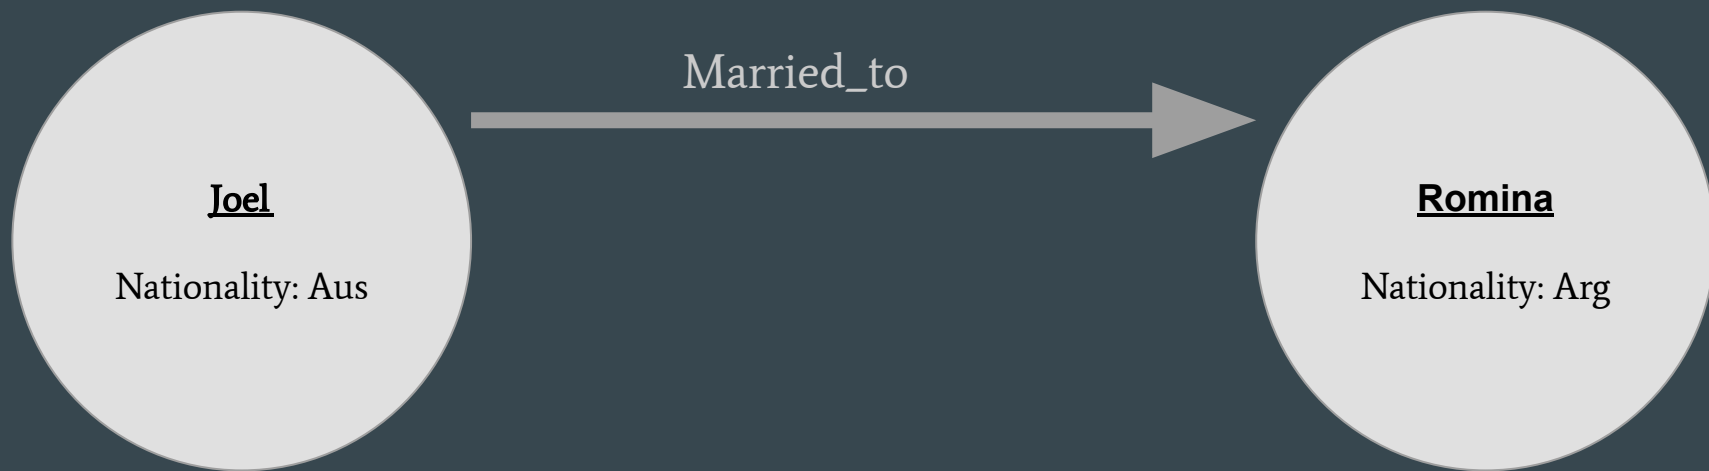 Married_to
Joel
Nationality: Aus
Romina
Nationality: Arg